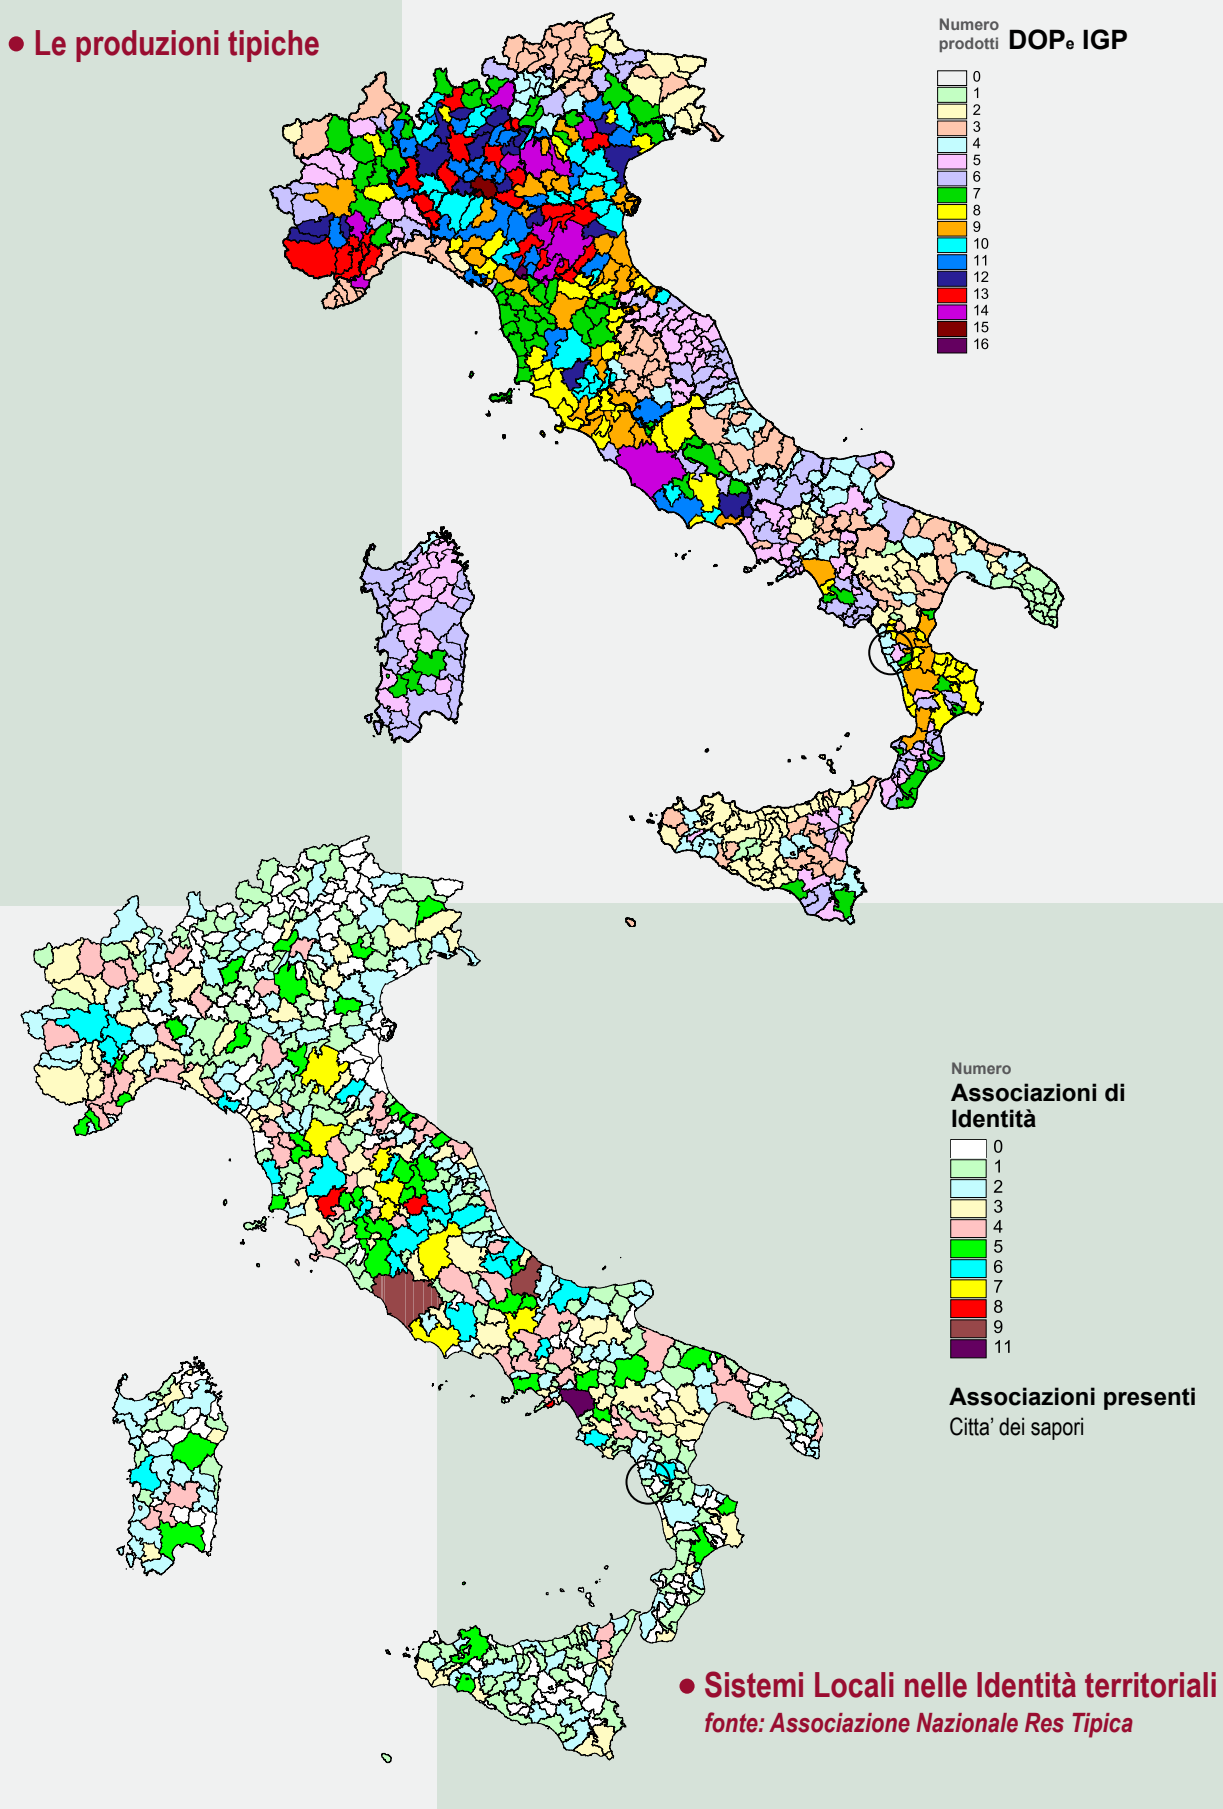 • Le produzioni tipiche
Numero
prodotti DOPe IGP
0
1
2
3
4
5
6
7
8
9
10
11
12
13
14
15
16
Numero
Associazioni di
Identità
0
1
2
3
4
5
6
7
8
9
11
Associazioni presenti
Citta' dei sapori
• Sistemi Locali nelle Identità territoriali
fonte: Associazione Nazionale Res Tipica